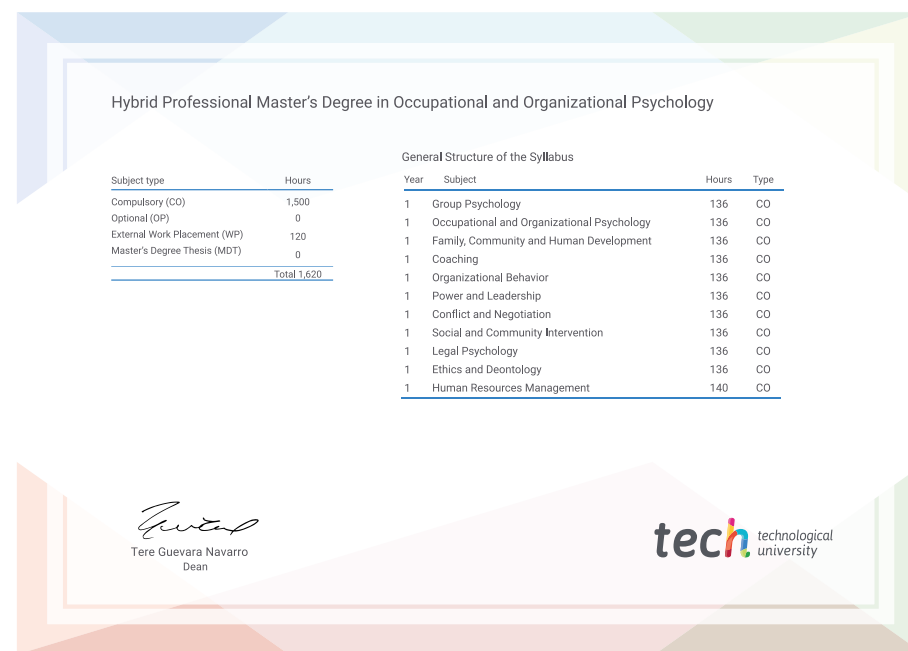 Hybrid Professional Master's Degree in Occupational and Organizational Psychology
Subject type Hours
Compulsory (CO) 1,500
Optional (OP) 0
External Work Placement (WP) 120
Master's Degree Thesis (MDT) 0
Total 1,620
General Structure of the Syllabus
Year Subject Hours Type
1 Group Psychology 136 CO
1 Occupational and Organizational Psychology 136 CO
1 Family, Community and Human Development 136 CO
1 Coaching 136 CO
1 Organizational Behavior 136 CO
1 Power and Leadership 136 CO
1 Conflict and Negotiation 136 CO
1 Social and Community Intervention 136 CO
1 Legal Psychology 136 CO
1 Ethics and Deontology 136 CO
1 Human Resources Management 140 CO
Tere Guevara Navarro
Dean
tech technological
university